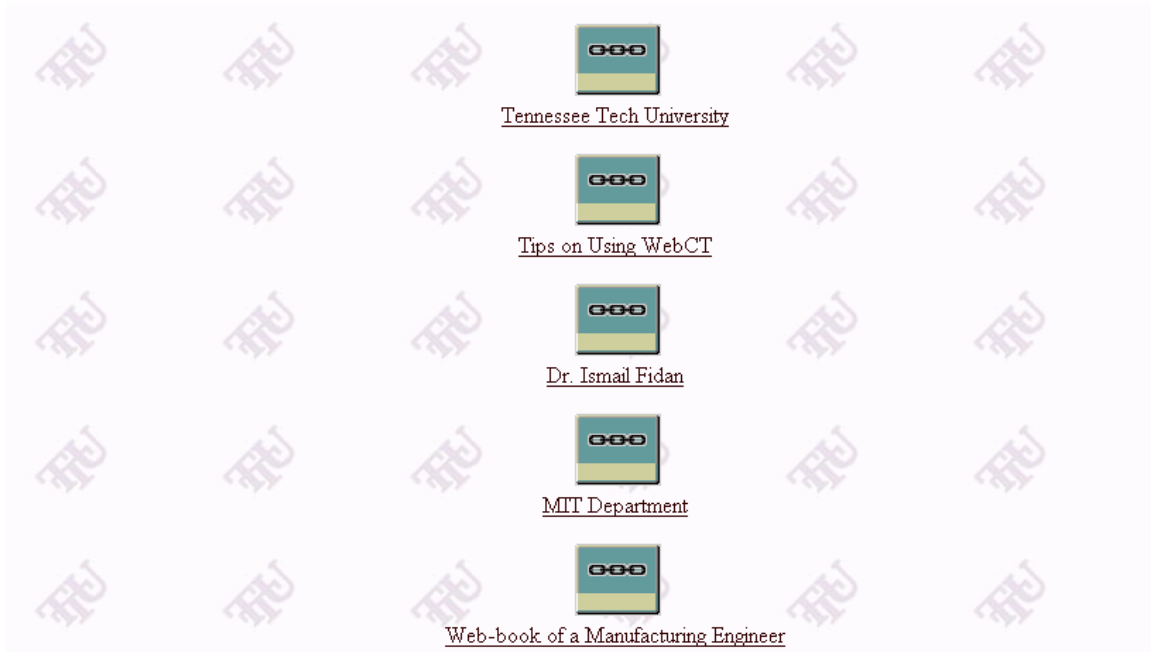 Tennessee Tech University
Tips on Using WebCT
Dr. Ismail Fidan
MIT Department
Web-book of a Manufacturing Engineer